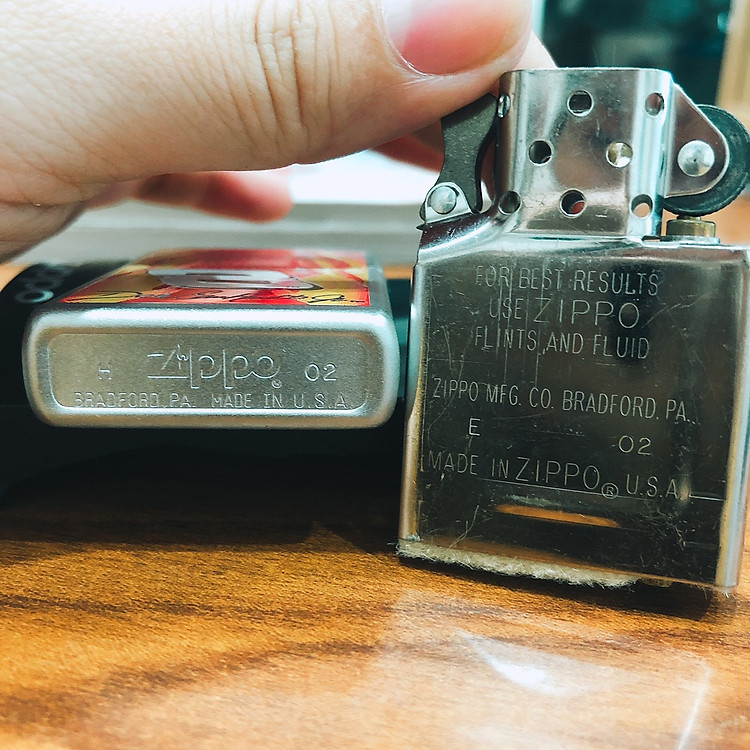 H Zippo ® 02
BRADFORD, PA. MADE IN U.S.A.
FOR BEST RESULTS
USE ZIPPO
FLINTS AND FLUID
ZIPPO MFG. CO. BRADFORD, PA.
E 02
MADE IN ZIPPO® U.S.A.